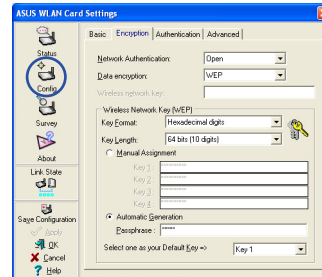 ASUS WLAN Card Settings
Status
Config
Survey
About
Link State
Save Configuration
Apply
OK
Cancel
Help
Basic Encryption Authentication Advanced
Network Authentication: Open
Data encryption: WEP
Wireless network key:
Wireless Network Key (WEP)
Key Format: Hexadecimal digits
Key Length: 64 bits (10 digits)
Manual Assignment
Key 1: **********
Key 2: **********
Key 3: **********
Key 4: **********
Automatic Generation
Passphrase: *****
Select one as your Default Key => Key 1